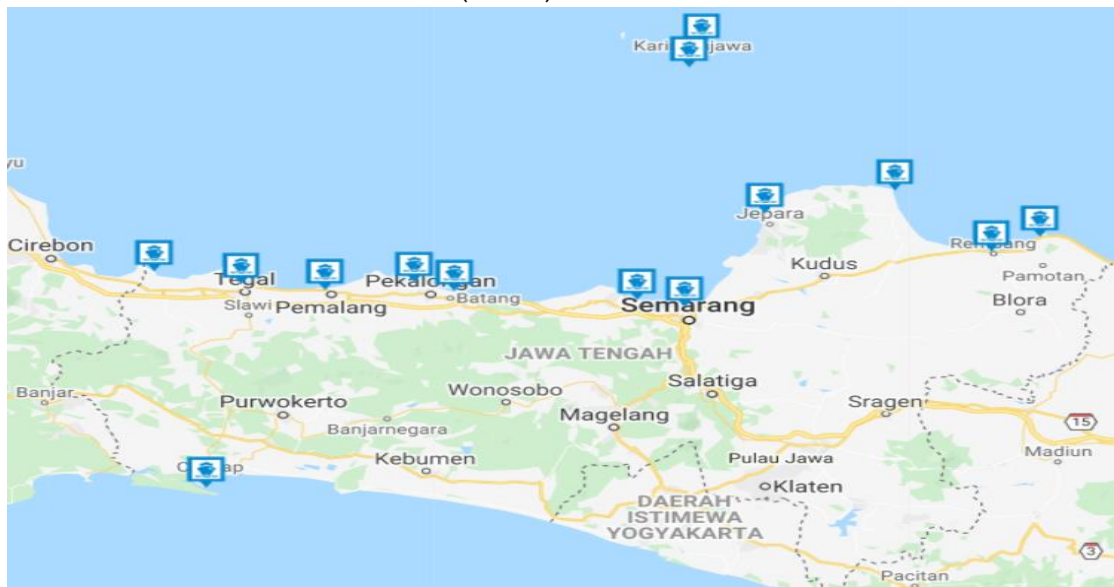 yu
Cirebon
Tegal
Slawi
Pemalang
Batang
Semarang
Jepara
Kudus
Pamotan
Blora
JAWA TENGAH
Salatiga
Banjar
Purwokerto
Wonosobo
Banjarnegara
Magelang
Sragen
15
Kebumen
Pulau Jawa
Madiun
Klaten
DAERAH
ISTIMEWA
YOGYAKARTA
3
Pacitan